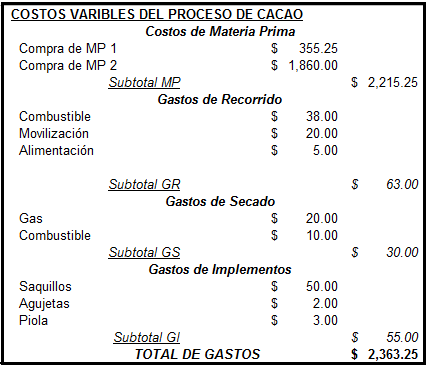 COSTOS VARIBLES DEL PROCESO DE CACAO
Costos de Materia Prima
Compra de MP 1 $ 355.25
Compra de MP 2 $ 1,860.00
Subtotal MP $ 2,215.25
Gastos de Recorrido
Combustible $ 38.00
Movilización $ 20.00
Alimentación $ 5.00
Subtotal GR $ 63.00
Gastos de Secado
Gas $ 20.00
Combustible $ 10.00
Subtotal GS $ 30.00
Gastos de Implementos
Saquillos $ 50.00
Agujetas $ 2.00
Piola $ 3.00
Subtotal GI $ 55.00
TOTAL DE GASTOS $ 2,363.25